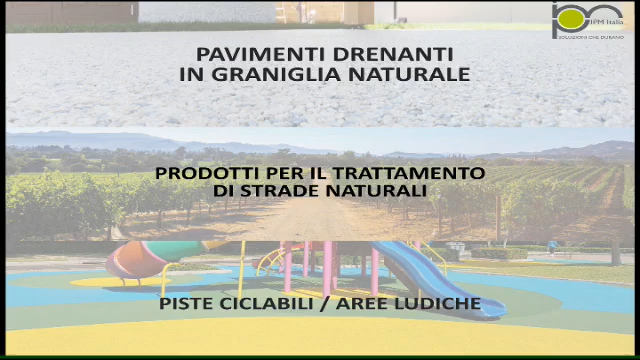 IPM Italia
SOLUZIONI CHE DURANO
PAVIMENTI DRENANTI
IN GRANIGLIA NATURALE
PRODOTTI PER IL TRATTAMENTO
DI STRADE NATURALI
PISTE CICLABILI / AREE LUDICHE